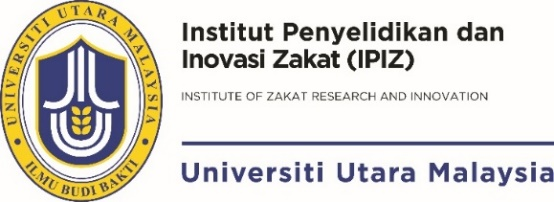 UNIVERSITI UTARA MALAYSIA
ILMU BUDI BAKTI
Institut Penyelidikan dan
Inovasi Zakat (IPIZ)
INSTITUTE OF ZAKAT RESEARCH AND INNOVATION
Universiti Utara Malaysia